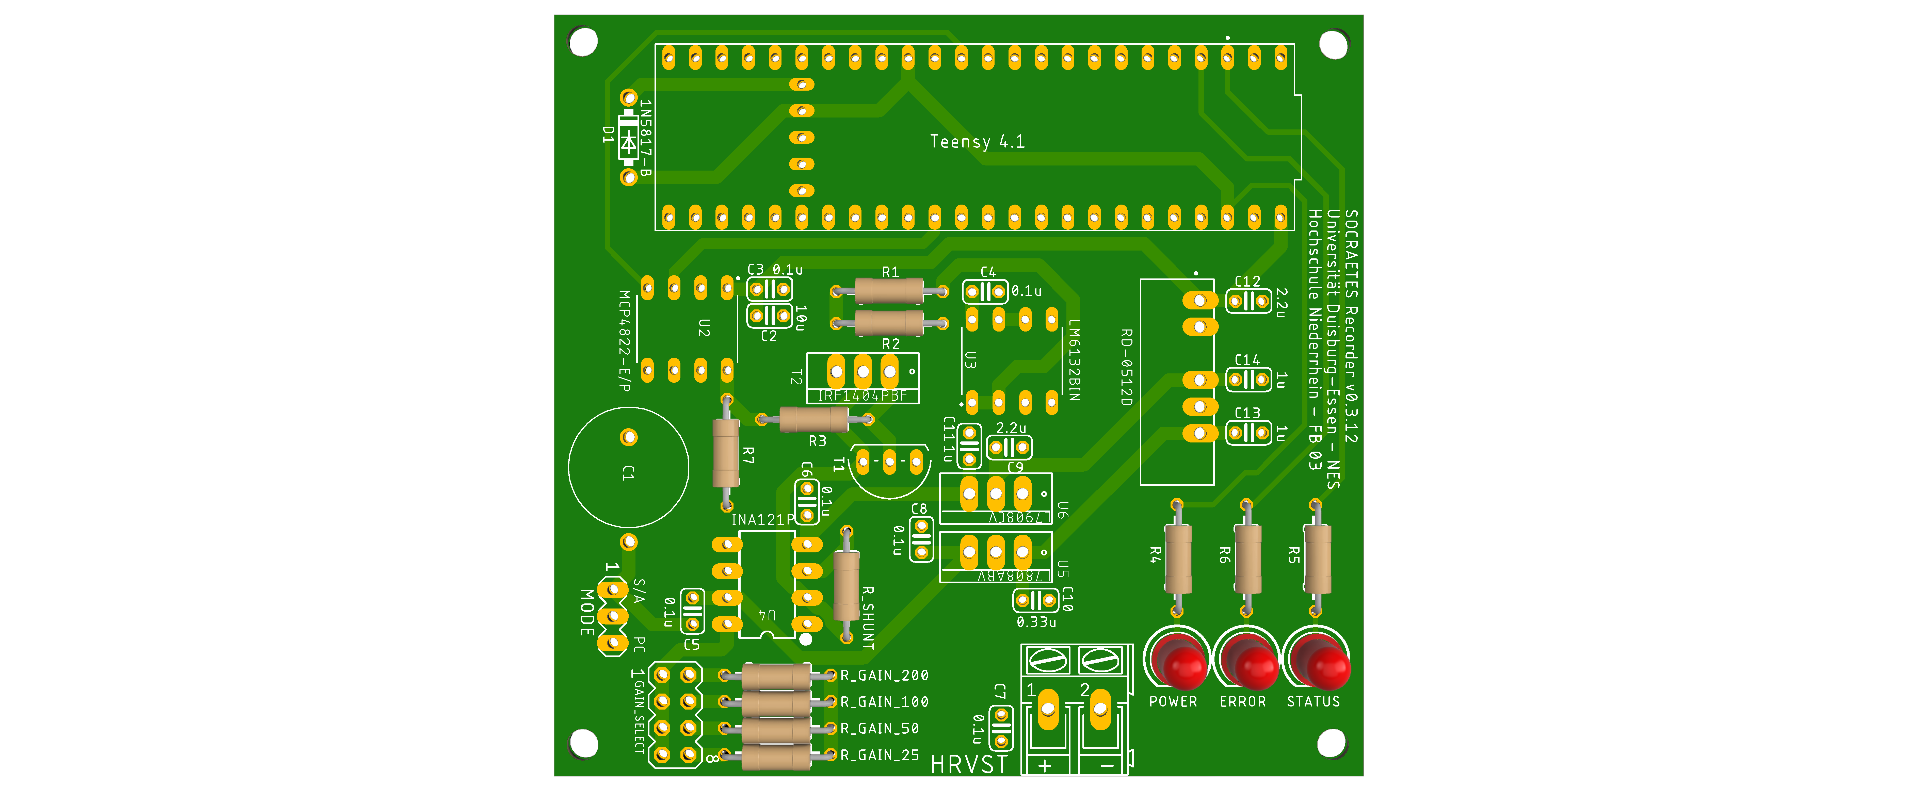 1N5817-B
D1
Teensy 4.1
SOCRAETES Recorder v0.3.12
Universität Duisburg-Essen - NES
Hochschule Niederrhein - FB 03
C3 0.1u
10u
C2
MCP4822-E/P
U2
R1
R2
C4
0.1u
U3
LM6132BIN
RD-0512D
C12
2.2u
C14
1u
C13
1u
T2
IRF1404PBF
R3
R7
C1
T1
C11
1u
2.2u
C9
C6
0.1u
INA121P
U4
C8
0.1u
U6
L7908CV
U5
7808ABV
C10
0.33u
R_SHUNT
R4
R6
R5
1
S/A
MODE
PC
0.1u
C5
1
GAIN_SELECT
8
R_GAIN_200
R_GAIN_100
R_GAIN_50
R_GAIN_25
HRVST
C7
0.1u
1
2
+
-
POWER
ERROR
STATUS